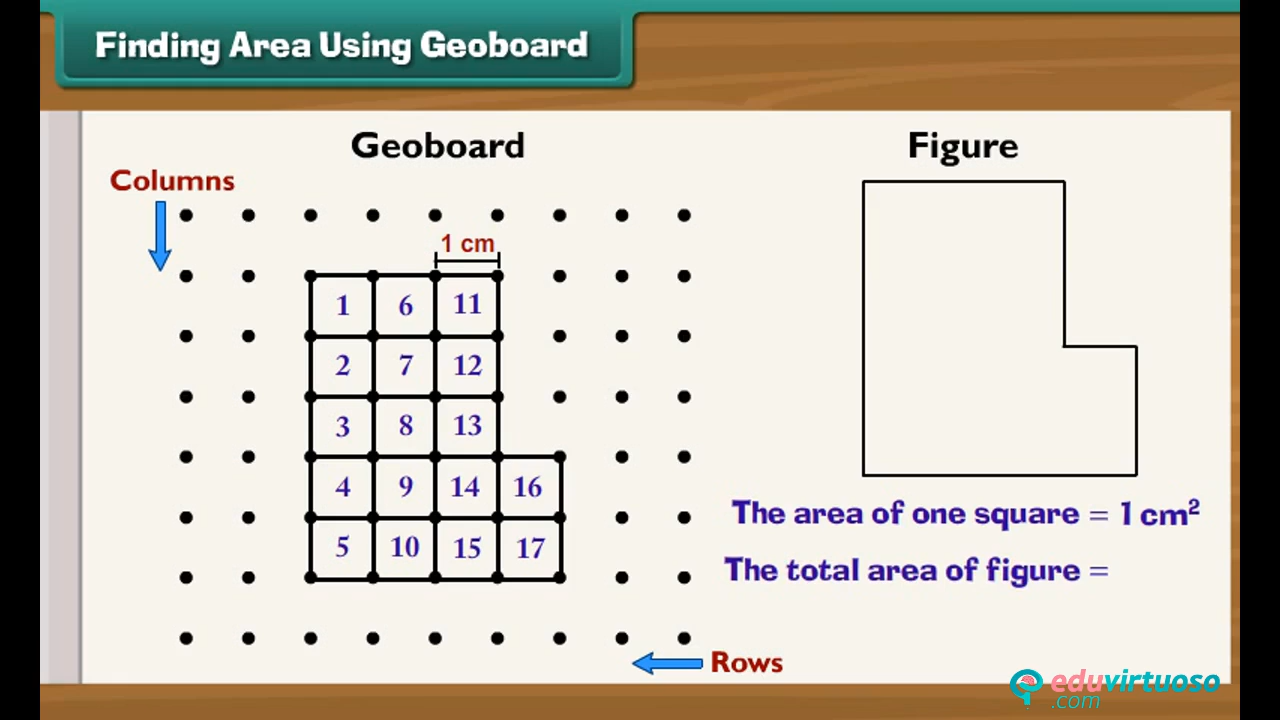 Finding Area Using Geoboard
Geoboard
Figure
Columns
1 cm
1 6 11
2 7 12
3 8 13
4 9 14 16
5 10 15 17
The area of one square = 1 cm²
The total area of figure =
Rows
eduvirtuoso
.com